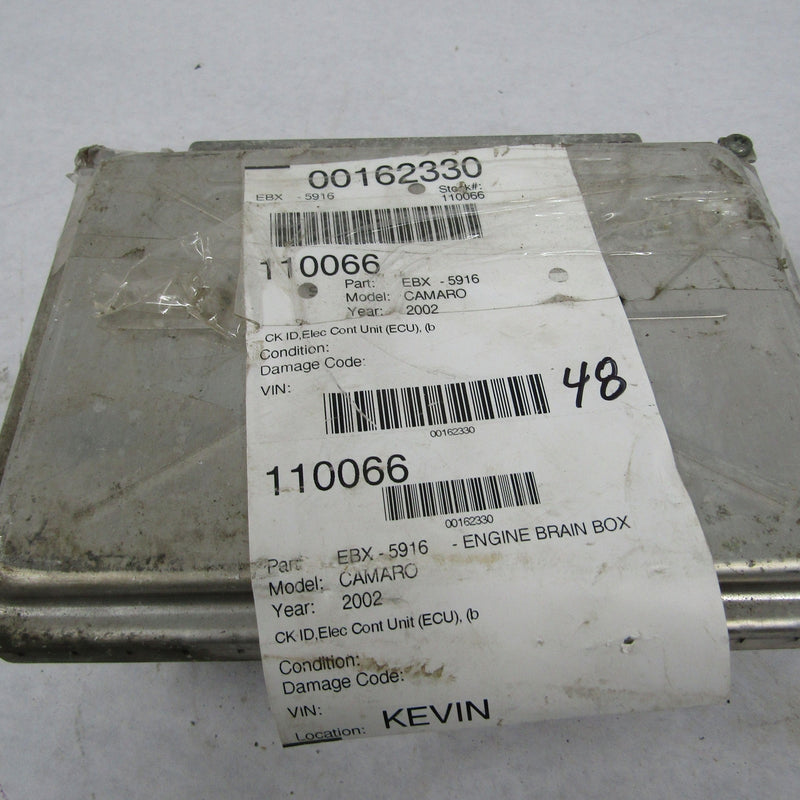 00162330
EBX - 5916 Stock#:
110066
110066
Part: EBX - 5916
Model: CAMARO
Year: 2002
CK ID,Elec Cont Unit (ECU), (b
Condition:
Damage Code:
VIN:
48
00162330
110066
00162330
Part: EBX - 5916 - ENGINE BRAIN BOX
Model: CAMARO
Year: 2002
CK ID,Elec Cont Unit (ECU), (b
Condition:
Damage Code:
VIN:
Location: KEVIN